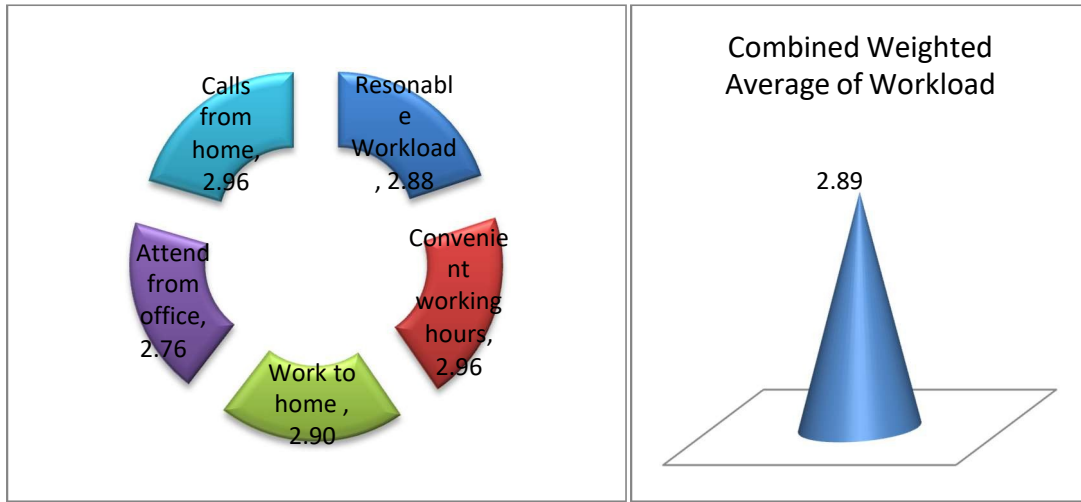 Calls
from
home,
2.96
Resonabl
e
Workload
, 2.88
Convenie
nt
working
hours,
2.96
Work to
home ,
2.90
Attend
from
office,
2.76
Combined Weighted
Average of Workload
2.89